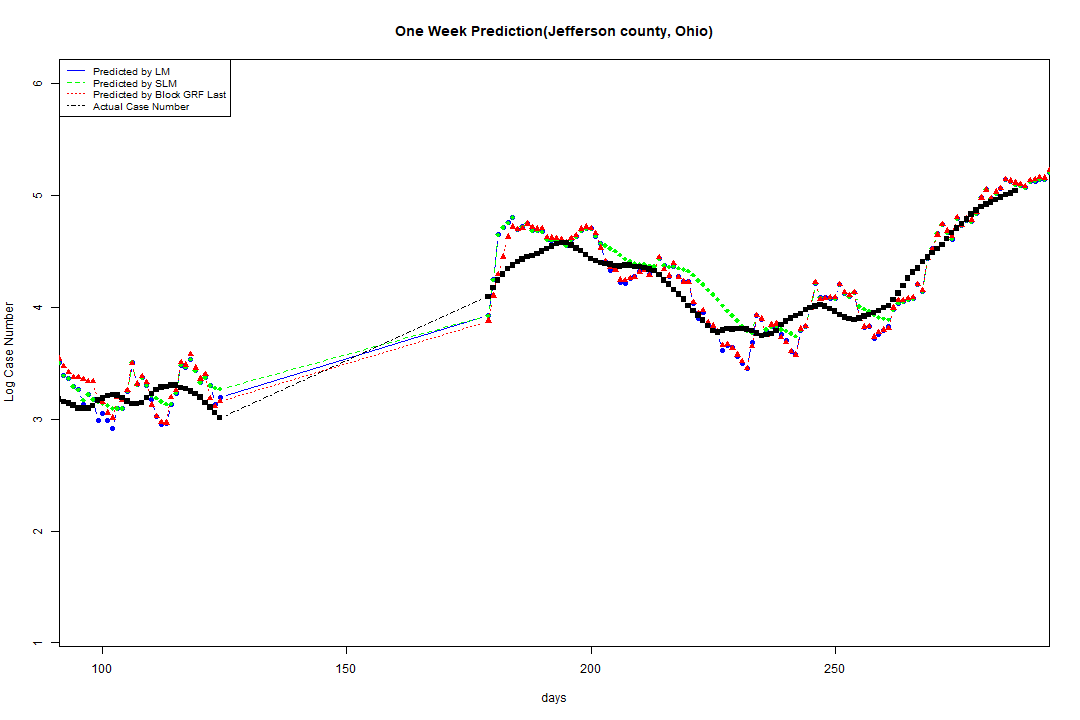 One Week Prediction(Jefferson county, Ohio)
Predicted by LM
Predicted by SLM
Predicted by Block GRF Last
Actual Case Number
6
5
4
3
2
1
Log Case Number
100 150 200 250
days